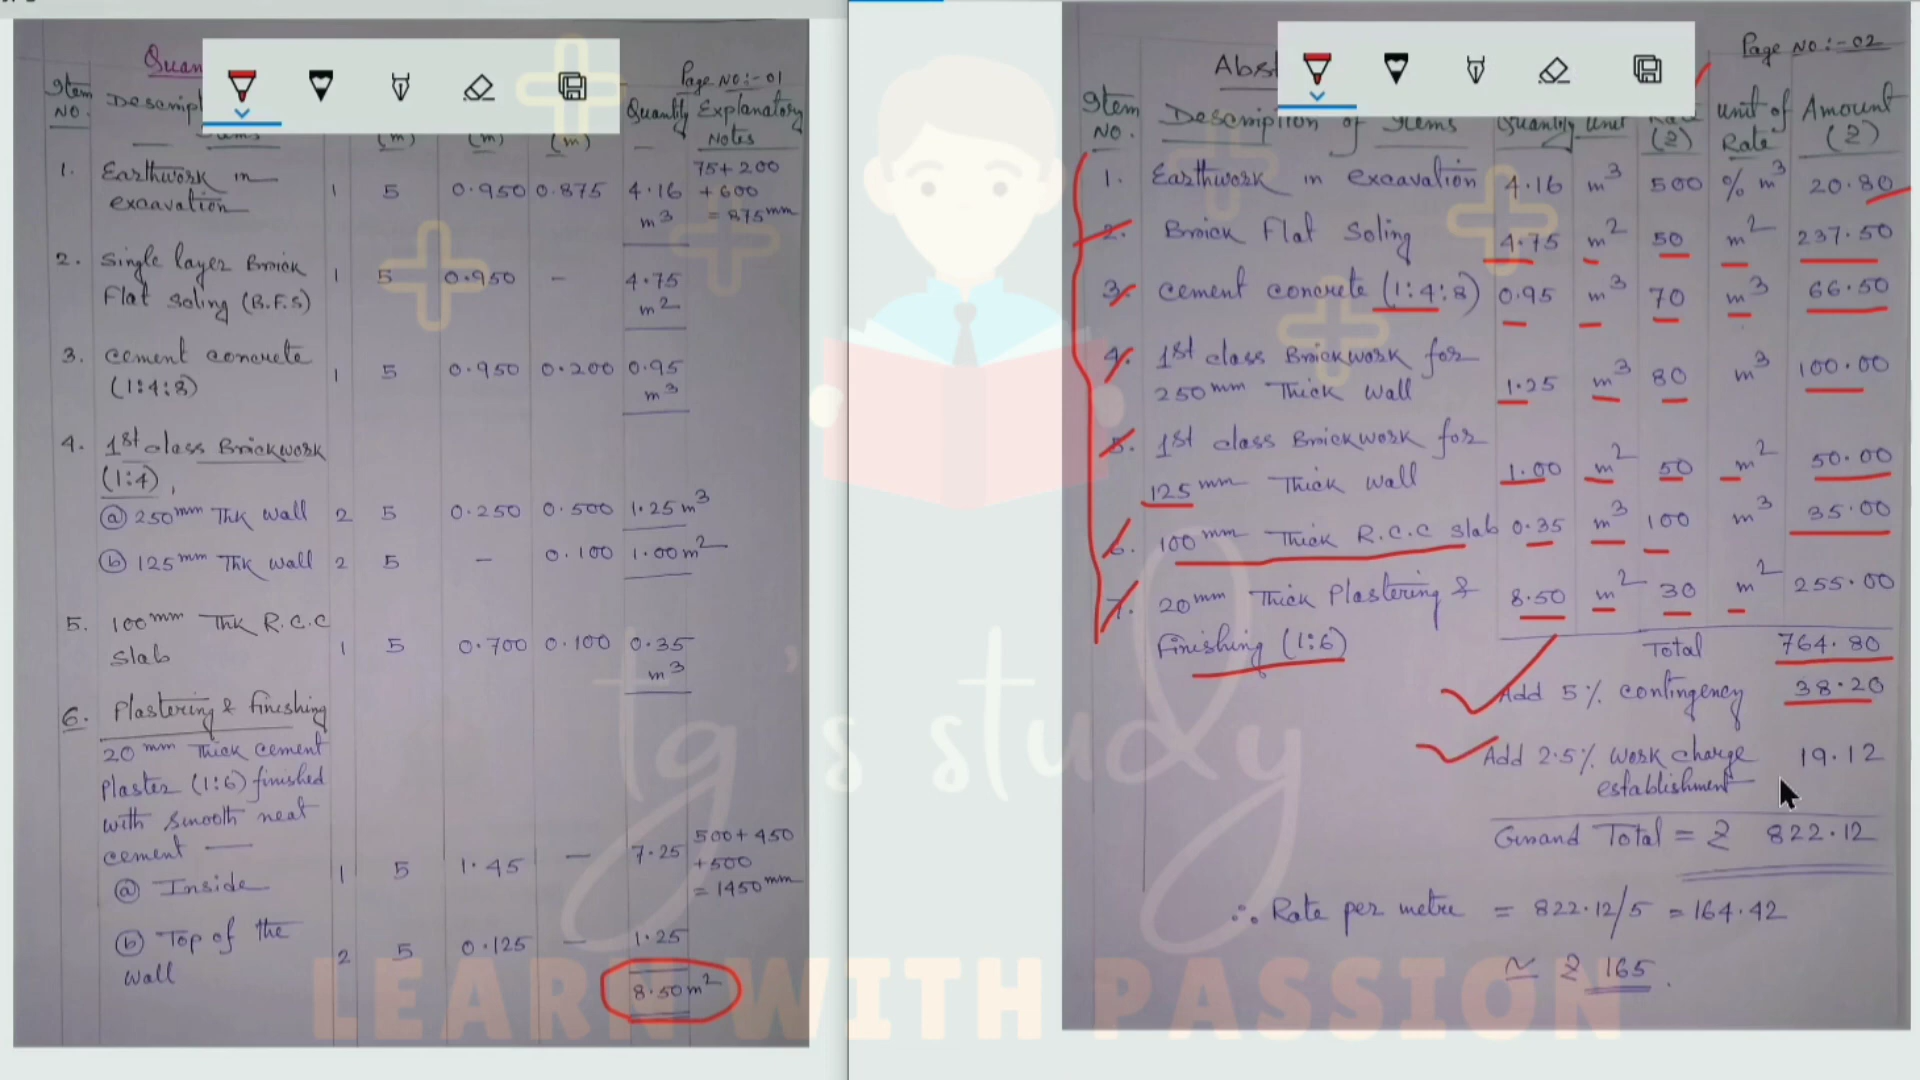 Page No:-01
Item No.
Quantity
Explanatory Notes
(m) (m) (m)
1. Earthwork in excavation 1 5 0.950 0.875 4.16 m³ 75+200 +600 = 875mm
2. Single layer Brick Flat Soling (B.F.S) 1 5 0.950 - 4.75 m²
3. Cement concrete (1:4:8) 1 5 0.950 0.200 0.95 m³
4. 1st class Brickwork (1:4),
(a) 250mm Thk wall 2 5 0.250 0.500 1.25 m³
(b) 125mm Thk wall 2 5 - 0.100 1.00 m²
5. 100mm Thk R.C.C Slab 1 5 0.700 0.100 0.35 m³
6. Plastering & finishing
20 mm Thick cement
Plaster (1:6) finished
with smooth neat
cement —
(a) Inside 1 5 1.45 - 7.25 500+450 +500 = 1450mm
(b) Top of the wall 2 5 0.125 - 1.25
8.50 m²
Page No:-02
Item No. Description of Items Quantity Unit (₹) Unit of Rate Amount (₹)
1. Earthwork in excavation 4.16 m³ 500 % m³ 20.80
2. Brick Flat Soling 4.75 m² 50 m² 237.50
3. Cement concrete (1:4:8) 0.95 m³ 70 m³ 66.50
4. 1st class Brickwork for 250mm Thick wall 1.25 m³ 80 m³ 100.00
5. 1st class Brickwork for 125mm Thick wall 1.00 m² 50 m² 50.00
6. 100mm Thick R.C.C Slab 0.35 m³ 100 m³ 35.00
7. 20mm Thick Plastering & finishing (1:6) 8.50 m² 30 m² 255.00
Total 764.80
Add 5% contingency 38.20
Add 2.5% work charge establishment 19.12
Grand Total = ₹ 822.12
∴ Rate per metre = 822.12/5 = 164.42
≃ ₹ 165.
tg's study
LEARN WITH PASSION